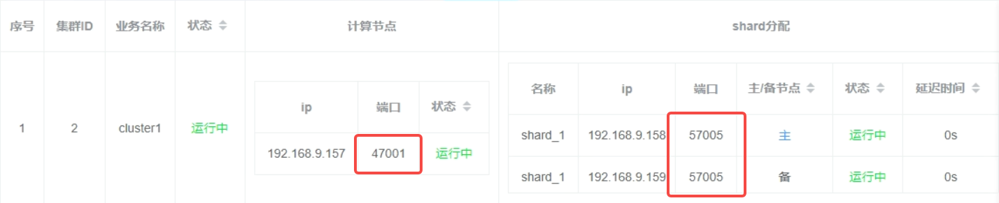 序号 集群ID 业务名称 状态 计算节点 shard分配
名称 ip 端口 主/备节点 状态 延迟时间
ip 端口 状态
1 2 cluster1 运行中 shard_1 192.168.9.158 57005 主 运行中 0s
192.168.9.157 47001 运行中
shard_1 192.168.9.159 57005 备 运行中 0s